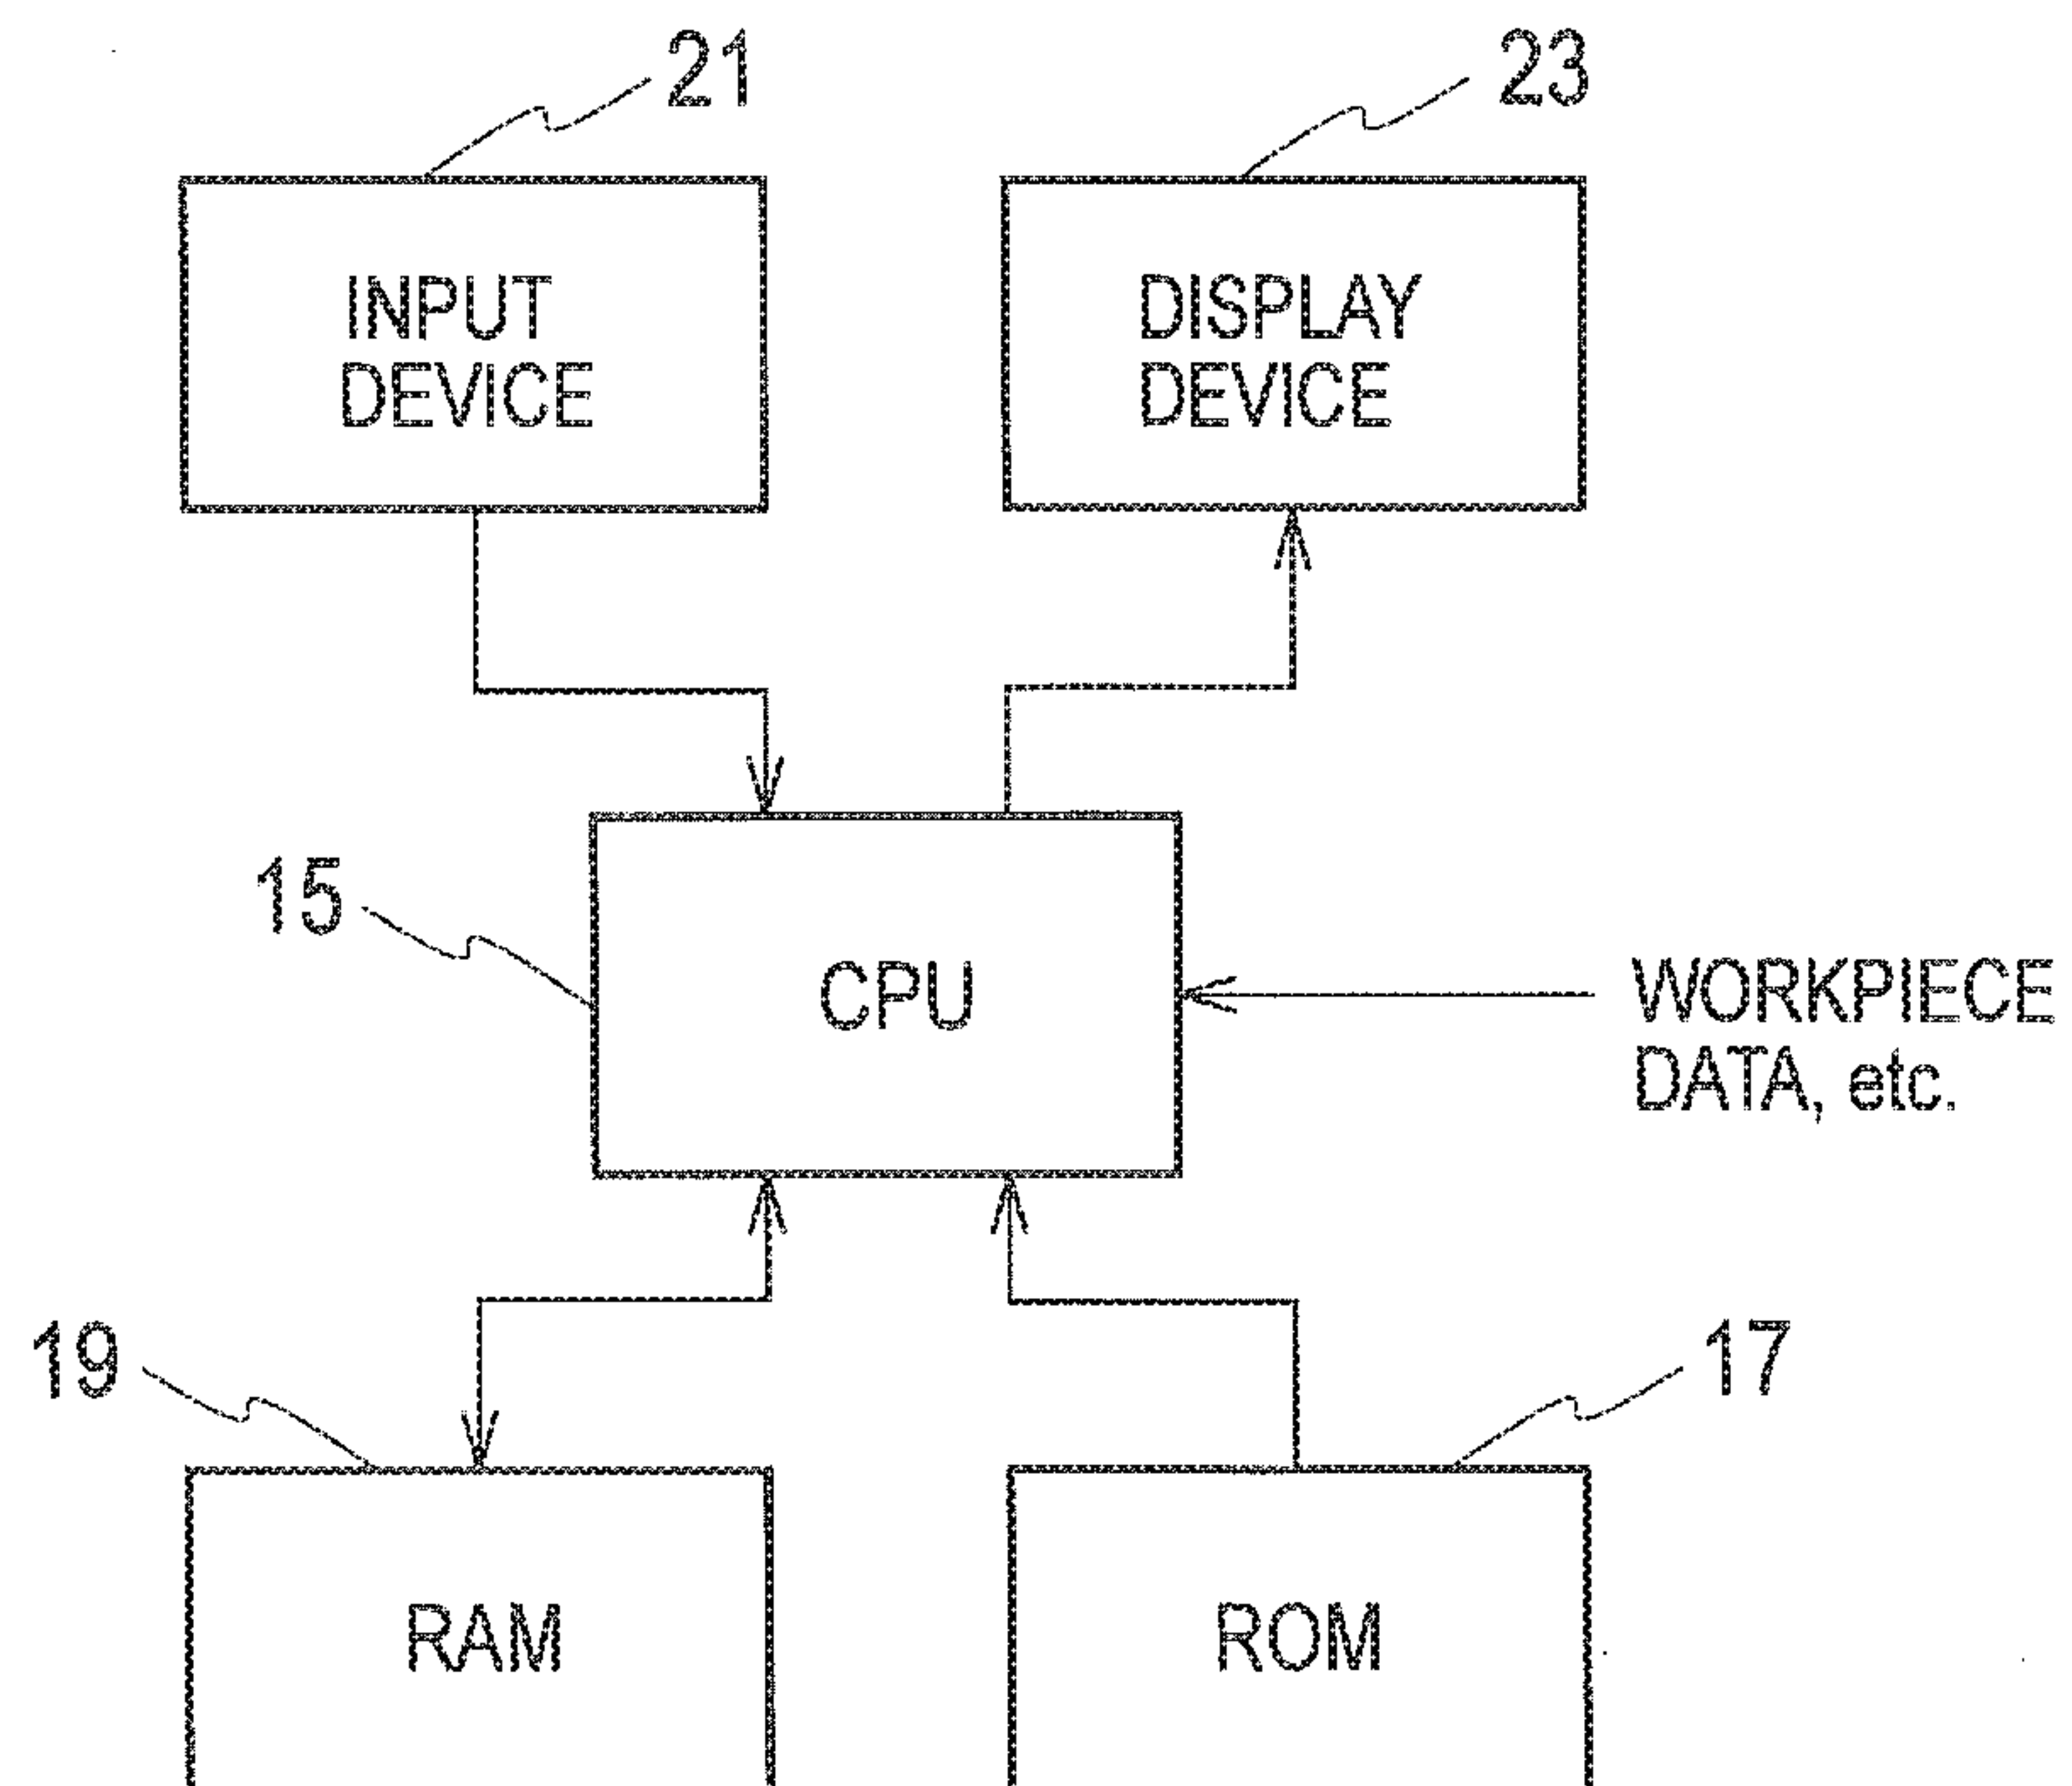 21
23
INPUT
DEVICE
DISPLAY
DEVICE
15
CPU
WORKPIECE
DATA, etc.
19
17
RAM
ROM